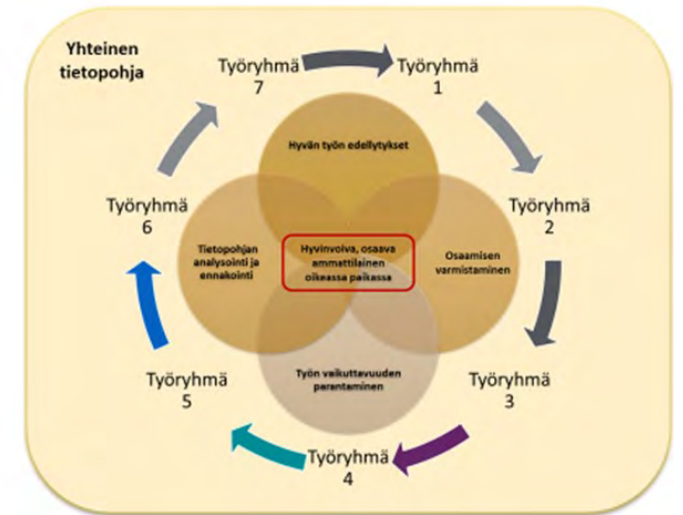 Yhteinen
tietopohja
Työryhmä
7
Työryhmä
1
Hyvän työn edellytykset
Työryhmä
6
Työryhmä
2
Tietopohjan
analysointi ja
ennakointi
Hyvinvoiva, osaava
ammattilainen
oikeassa paikassa
Osaamisen
varmistaminen
Työryhmä
5
Työn vaikuttavuuden
parantaminen
Työryhmä
3
Työryhmä
4